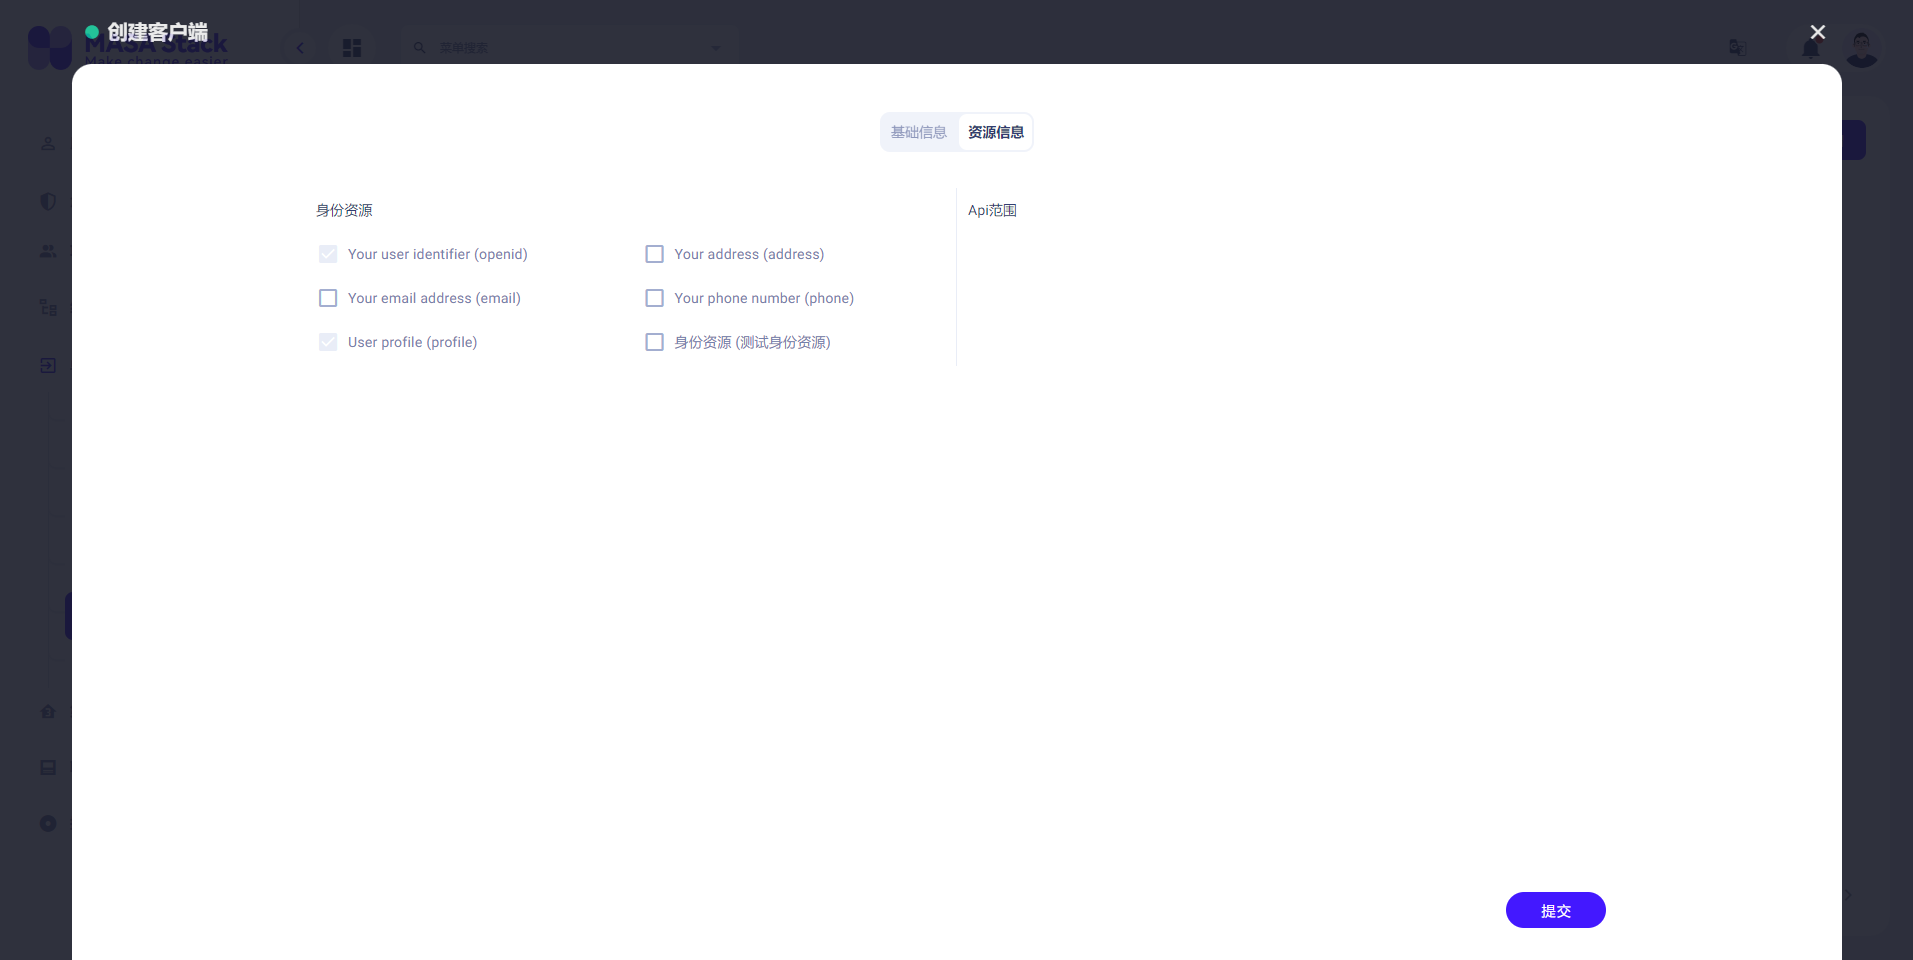 创建客户端
MASA Stack
Make change easier
菜单搜索
基础信息
资源信息
身份资源
Api范围
Your user identifier (openid)
Your address (address)
Your email address (email)
Your phone number (phone)
User profile (profile)
身份资源 (测试身份资源)
提交